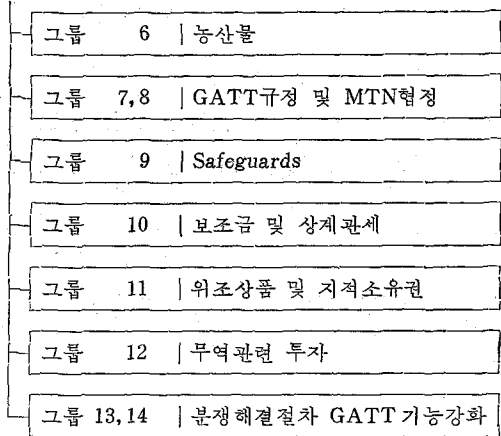 그룹 6 | 농산물
그룹 7,8 | GATT규정 및 MTN협정
그룹 9 | Safeguards
그룹 10 | 보조금 및 상계관세
그룹 11 | 위조상품 및 지적소유권
그룹 12 | 무역관련 투자
그룹 13,14 | 분쟁해결절차 GATT기능강화